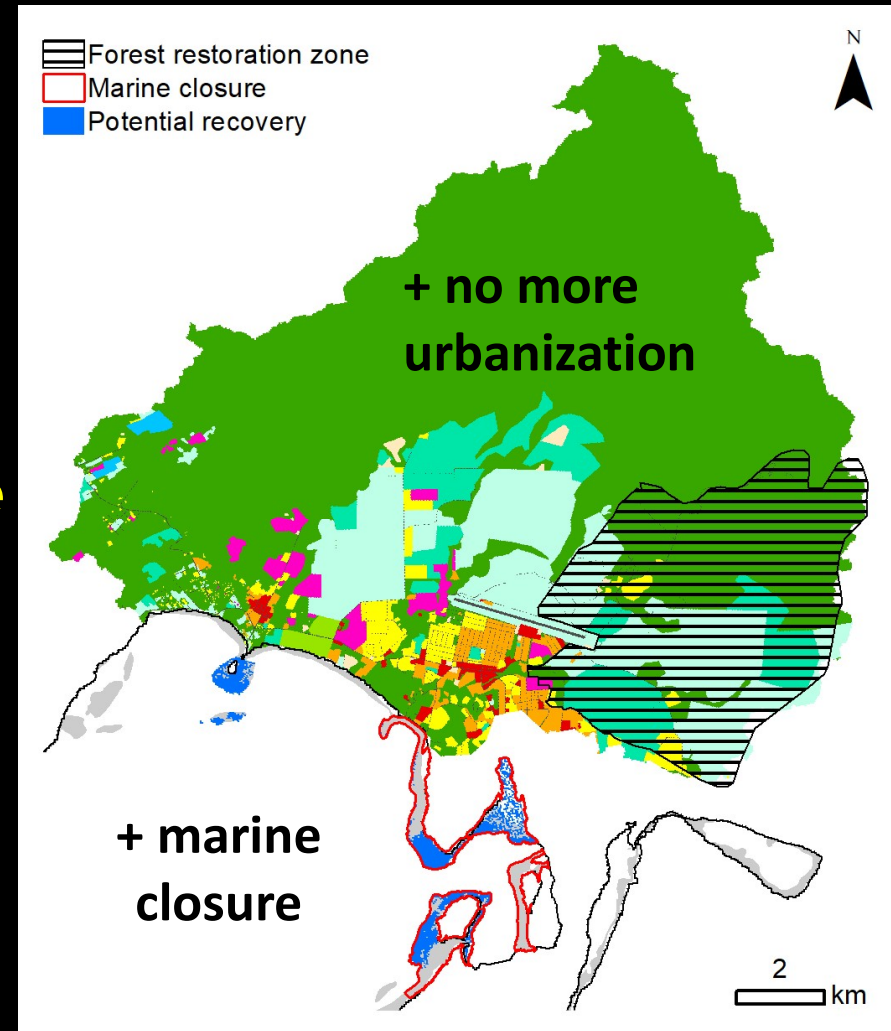 Forest restoration zone
Marine closure
Potential recovery
N
+ no more
urbanization
e
+ marine
closure
2
km